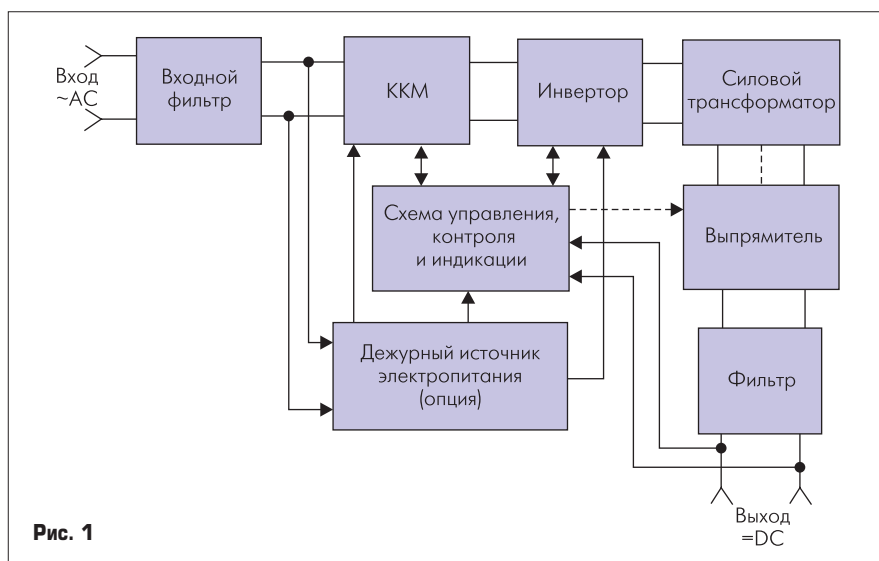 Вход
~AC
Входной
фильтр
ККМ
Инвертор
Силовой
трансформатор
Схема управления,
контроля
и индикации
Выпрямитель
Дежурный источник
электропитания
(опция)
Фильтр
Выход
=DC
Рис. 1